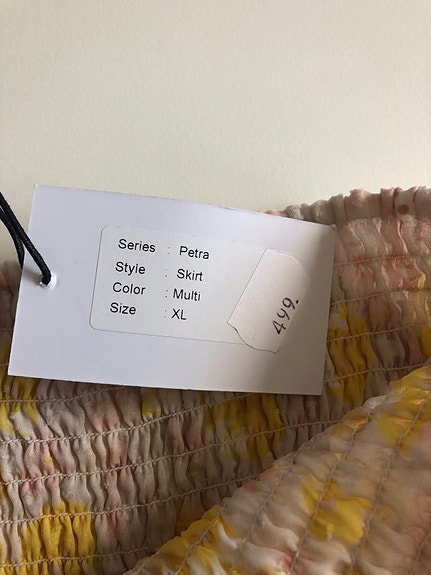 Series : Petra
Style : Skirt
Color : Multi
Size : XL
499.